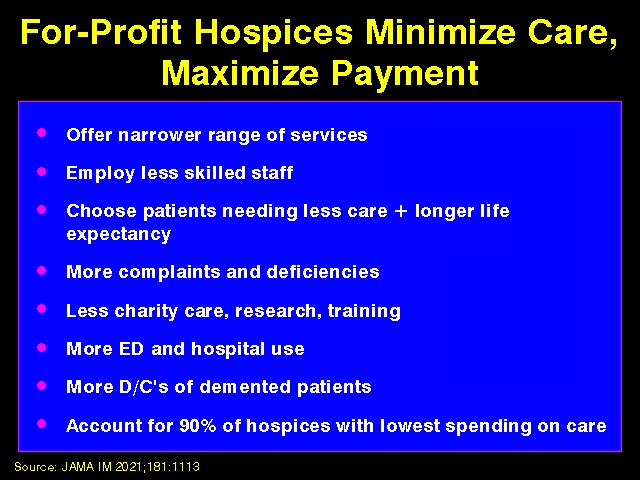 For-Profit Hospices Minimize Care,
Maximize Payment
Offer narrower range of services
Employ less skilled staff
Choose patients needing less care + longer life
expectancy
More complaints and deficiencies
Less charity care, research, training
More ED and hospital use
More D/C's of demented patients
Account for 90% of hospices with lowest spending on care
Source: JAMA IM 2021;181:1113